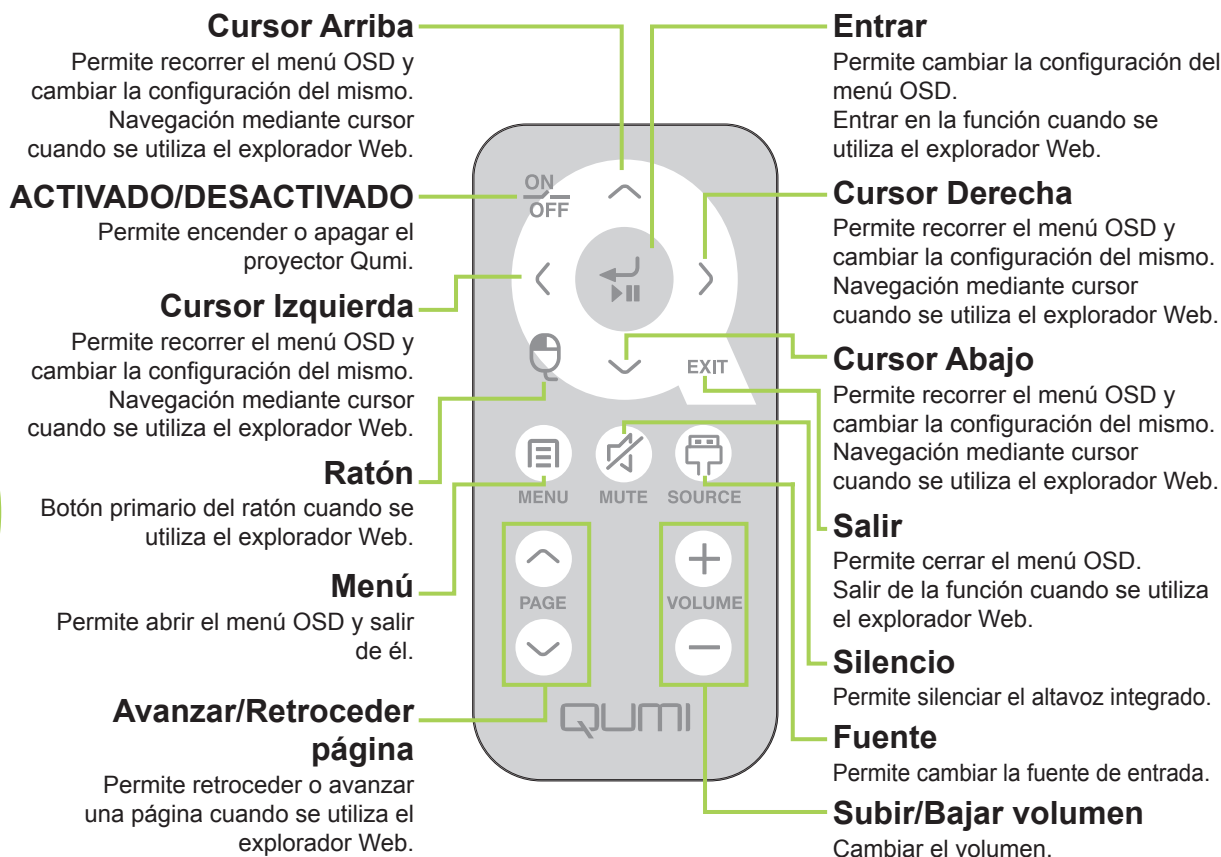 Cursor Arriba
Permite recorrer el menú OSD y
cambiar la configuración del mismo.
Navegación mediante cursor
cuando se utiliza el explorador Web.
ACTIVADO/DESACTIVADO
Permite encender o apagar el
proyector Qumi.
Cursor Izquierda
Permite recorrer el menú OSD y
cambiar la configuración del mismo.
Navegación mediante cursor
cuando se utiliza el explorador Web.
Ratón
Botón primario del ratón cuando se
utiliza el explorador Web.
Menú
Permite abrir el menú OSD y salir
de él.
Avanzar/Retroceder
página
Permite retroceder o avanzar
una página cuando se utiliza el
explorador Web.
ON
OFF
EXIT
MENU
MUTE
SOURCE
PAGE
VOLUME
QUMI
Entrar
Permite cambiar la configuración del
menú OSD.
Entrar en la función cuando se
utiliza el explorador Web.
Cursor Derecha
Permite recorrer el menú OSD y
cambiar la configuración del mismo.
Navegación mediante cursor
cuando se utiliza el explorador Web.
Cursor Abajo
Permite recorrer el menú OSD y
cambiar la configuración del mismo.
Navegación mediante cursor
cuando se utiliza el explorador Web.
Salir
Permite cerrar el menú OSD.
Salir de la función cuando se utiliza
el explorador Web.
Silencio
Permite silenciar el altavoz integrado.
Fuente
Permite cambiar la fuente de entrada.
Subir/Bajar volumen
Cambiar el volumen.